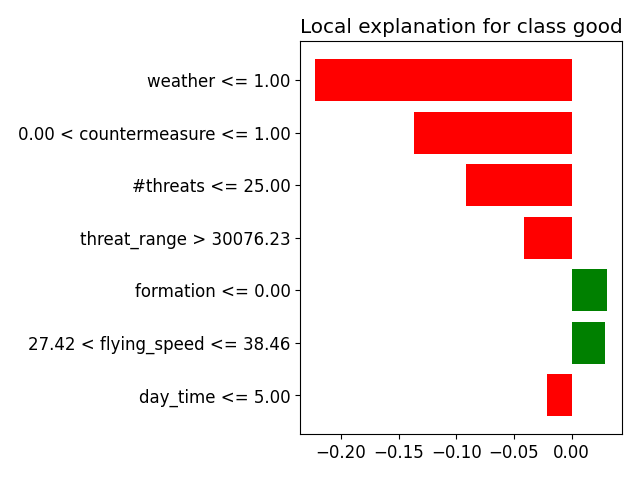 Local explanation for class good
weather <= 1.00
0.00 < countermeasure <= 1.00
#threats <= 25.00
threat_range > 30076.23
formation <= 0.00
27.42 < flying_speed <= 38.46
day_time <= 5.00
−0.20 −0.15 −0.10 −0.05 0.00